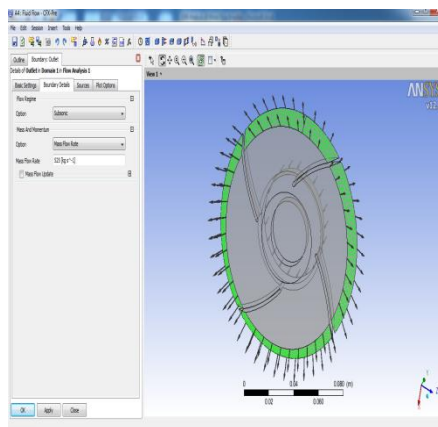 A4: Fluid Flow - CFX-Pre
File Edit Session Insert Tools Help
Outline Boundary: Outlet
Details of Outlet in Domain 1 in Flow Analysis 1
Basic Settings Boundary Details Sources Plot Options
Flow Regime
Option Subsonic
Mass And Momentum
Option Mass Flow Rate
Mass Flow Rate
Mass Flow Update
OK Apply Close
View 1
ANSYS
0 0.04 0.080 (m)
0.02 0.060